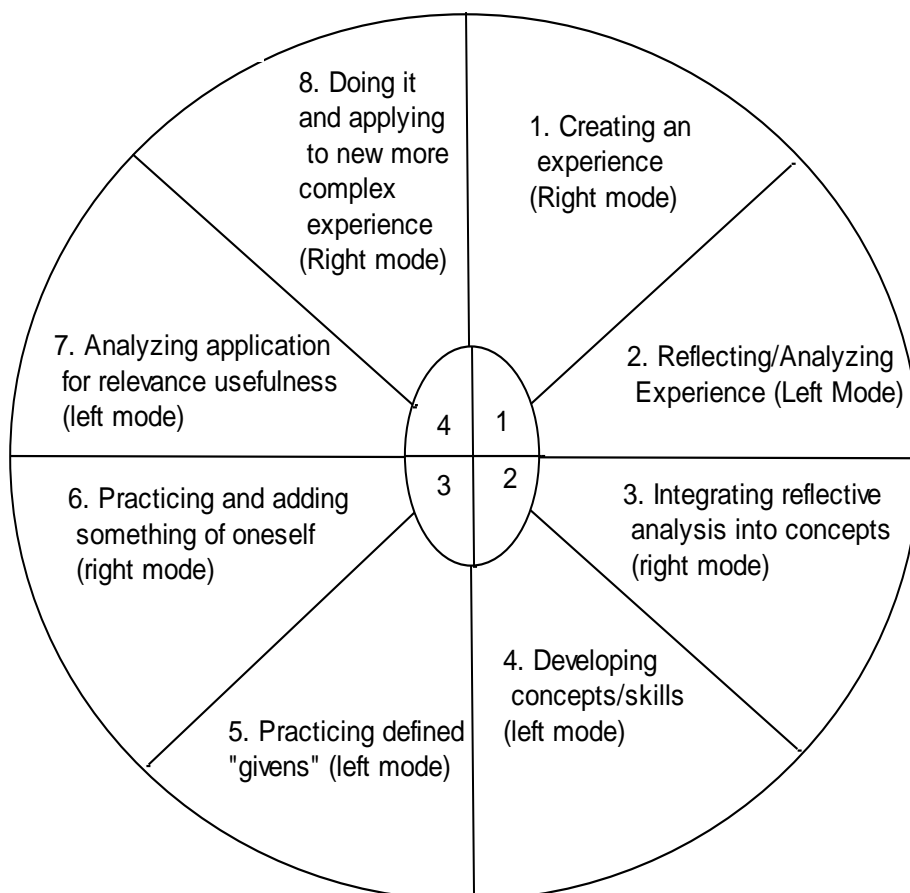 1. Creating an
experience
(Right mode)
2. Reflecting/Analyzing
Experience (Left Mode)
3. Integrating reflective
analysis into concepts
(right mode)
4. Developing
concepts/skills
(left mode)
5. Practicing defined
"givens" (left mode)
6. Practicing and adding
something of oneself
(right mode)
7. Analyzing application
for relevance usefulness
(left mode)
8. Doing it
and applying
to new more
complex
experience
(Right mode)
4 1
3 2